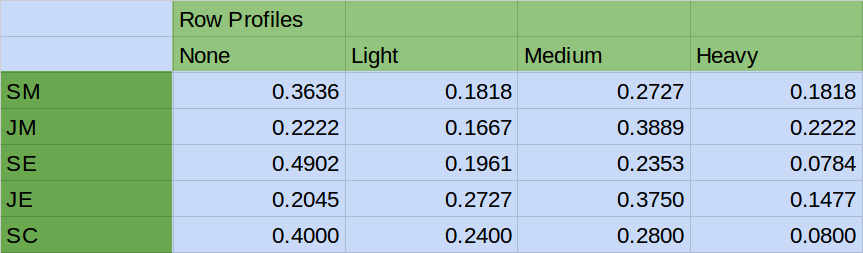 Row Profiles
None Light Medium Heavy
SM 0.3636 0.1818 0.2727 0.1818
JM 0.2222 0.1667 0.3889 0.2222
SE 0.4902 0.1961 0.2353 0.0784
JE 0.2045 0.2727 0.3750 0.1477
SC 0.4000 0.2400 0.2800 0.0800